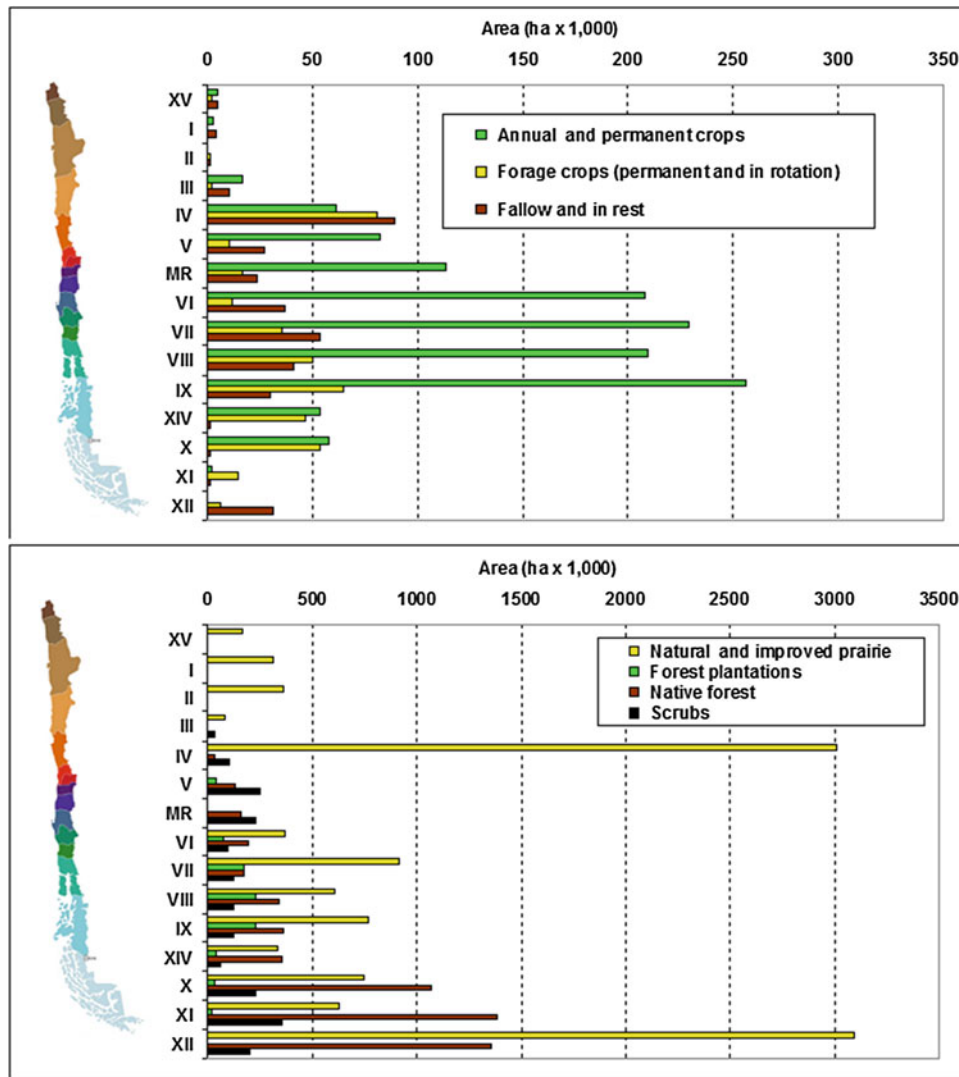 Area (ha x 1,000)
0 50 100 150 200 250 300 350
XV
I
II
III
IV
V
MR
VI
VII
VIII
IX
XIV
X
XI
XII
Annual and permanent crops
Forage crops (permanent and in rotation)
Fallow and in rest
Area (ha x 1,000)
0 500 1000 1500 2000 2500 3000 3500
XV
I
II
III
IV
V
MR
VI
VII
VIII
IX
XIV
X
XI
XII
Natural and improved prairie
Forest plantations
Native forest
Scrubs